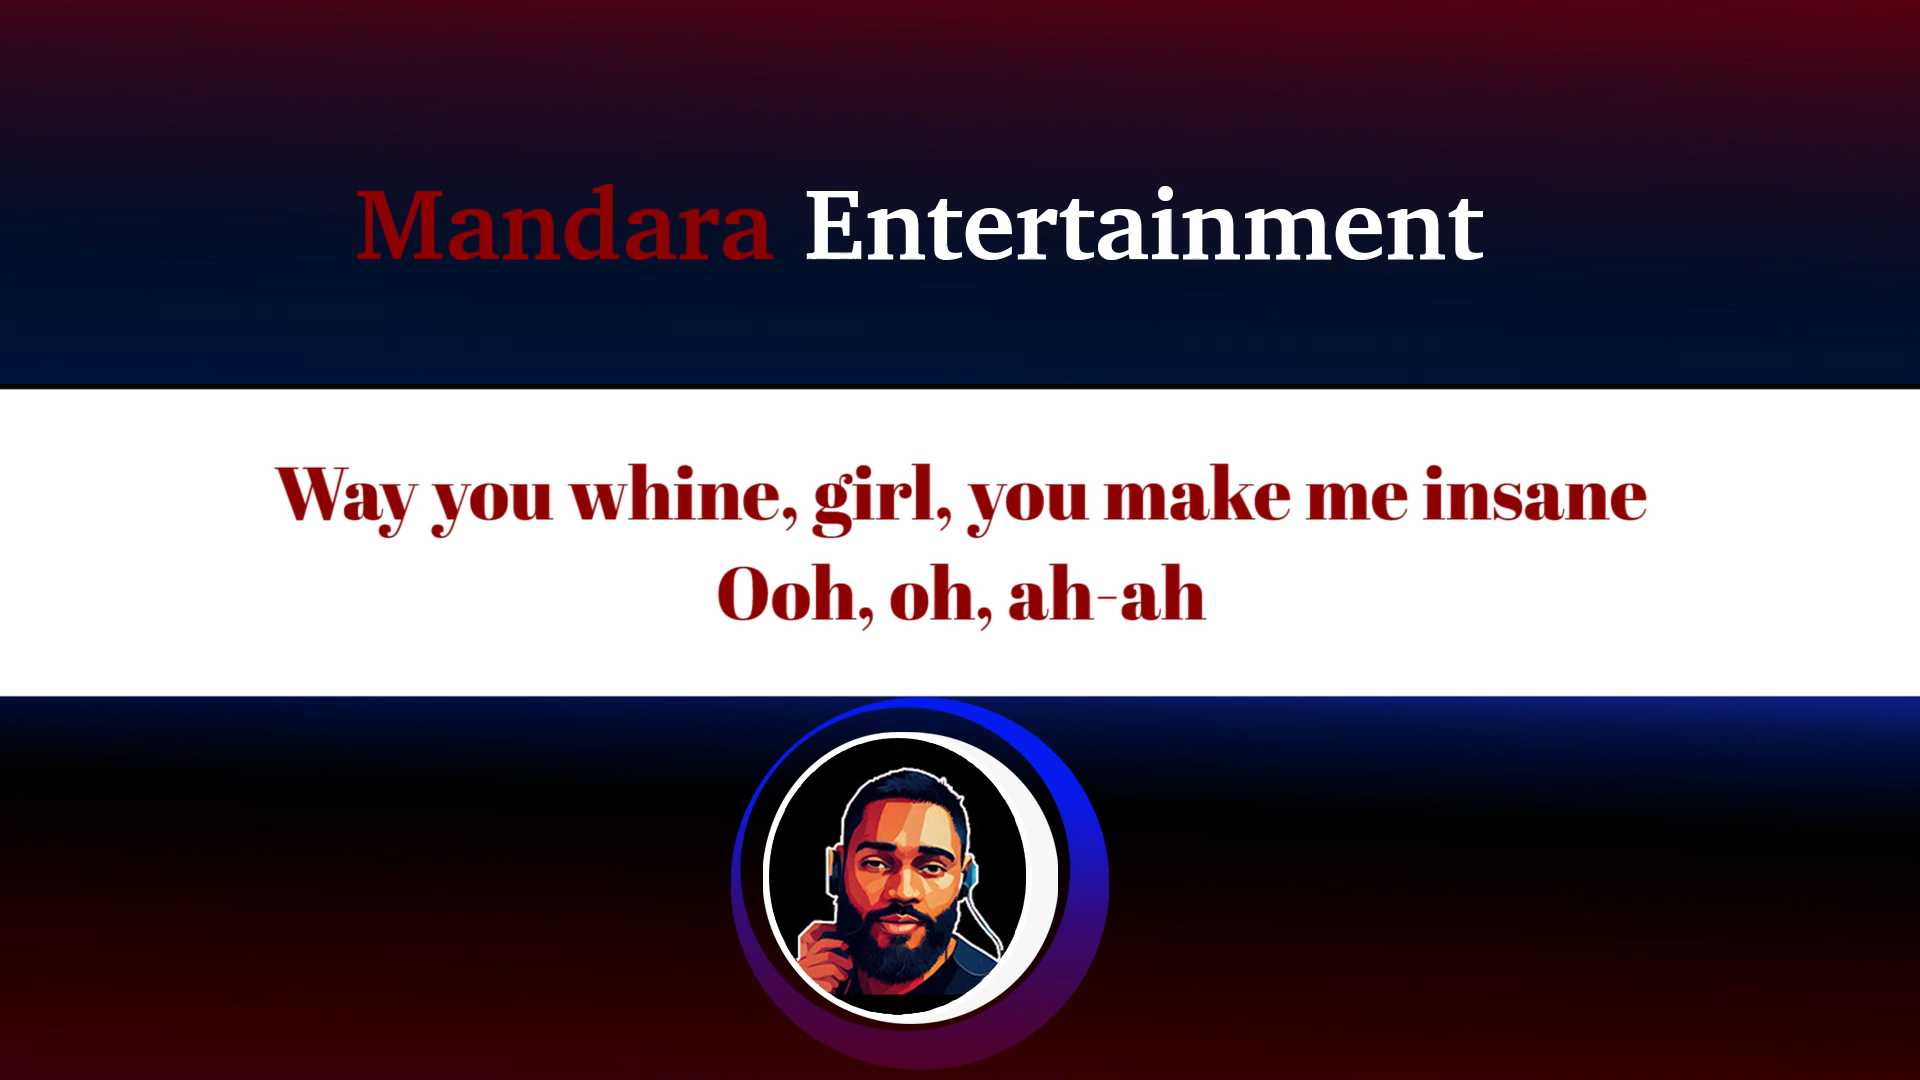 Mandara Entertainment
Way you whine, girl, you make me insane
Ooh, oh, ah-ah